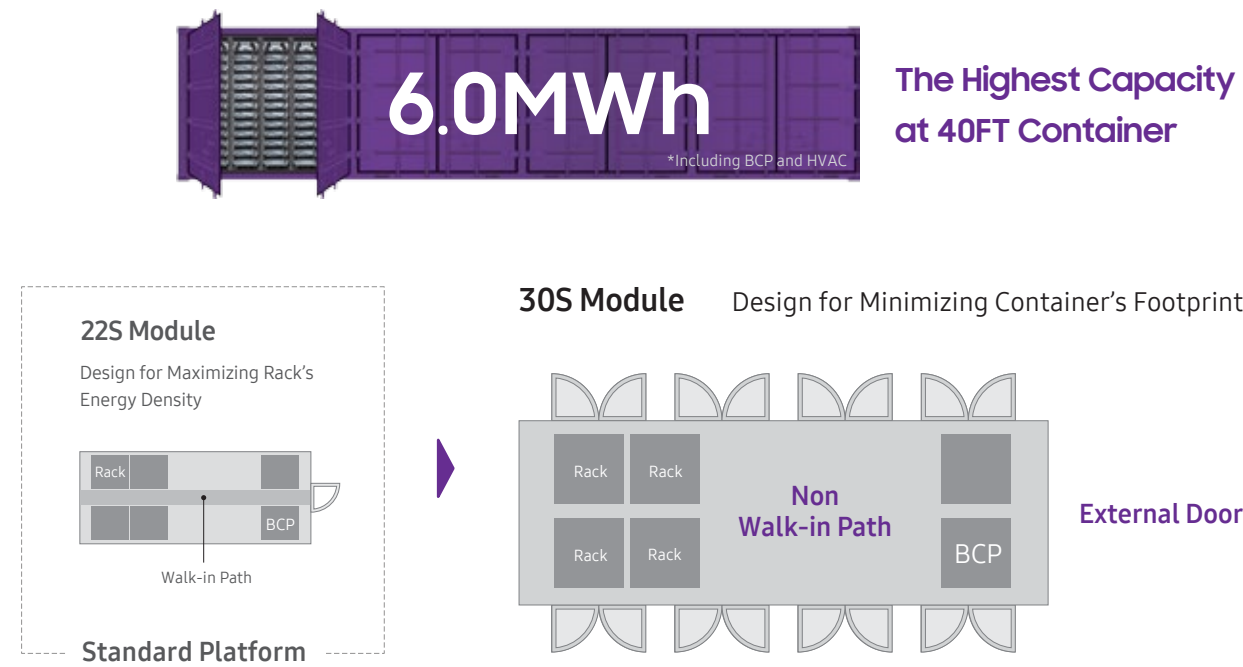 6.0MWh
*Including BCP and HVAC
The Highest Capacity
at 40FT Container
22S Module
Design for Maximizing Rack's
Energy Density
Rack
BCP
Walk-in Path
Standard Platform
30S Module Design for Minimizing Container's Footprint
Rack Rack
Non
Walk-in Path
External Door
Rack Rack
BCP